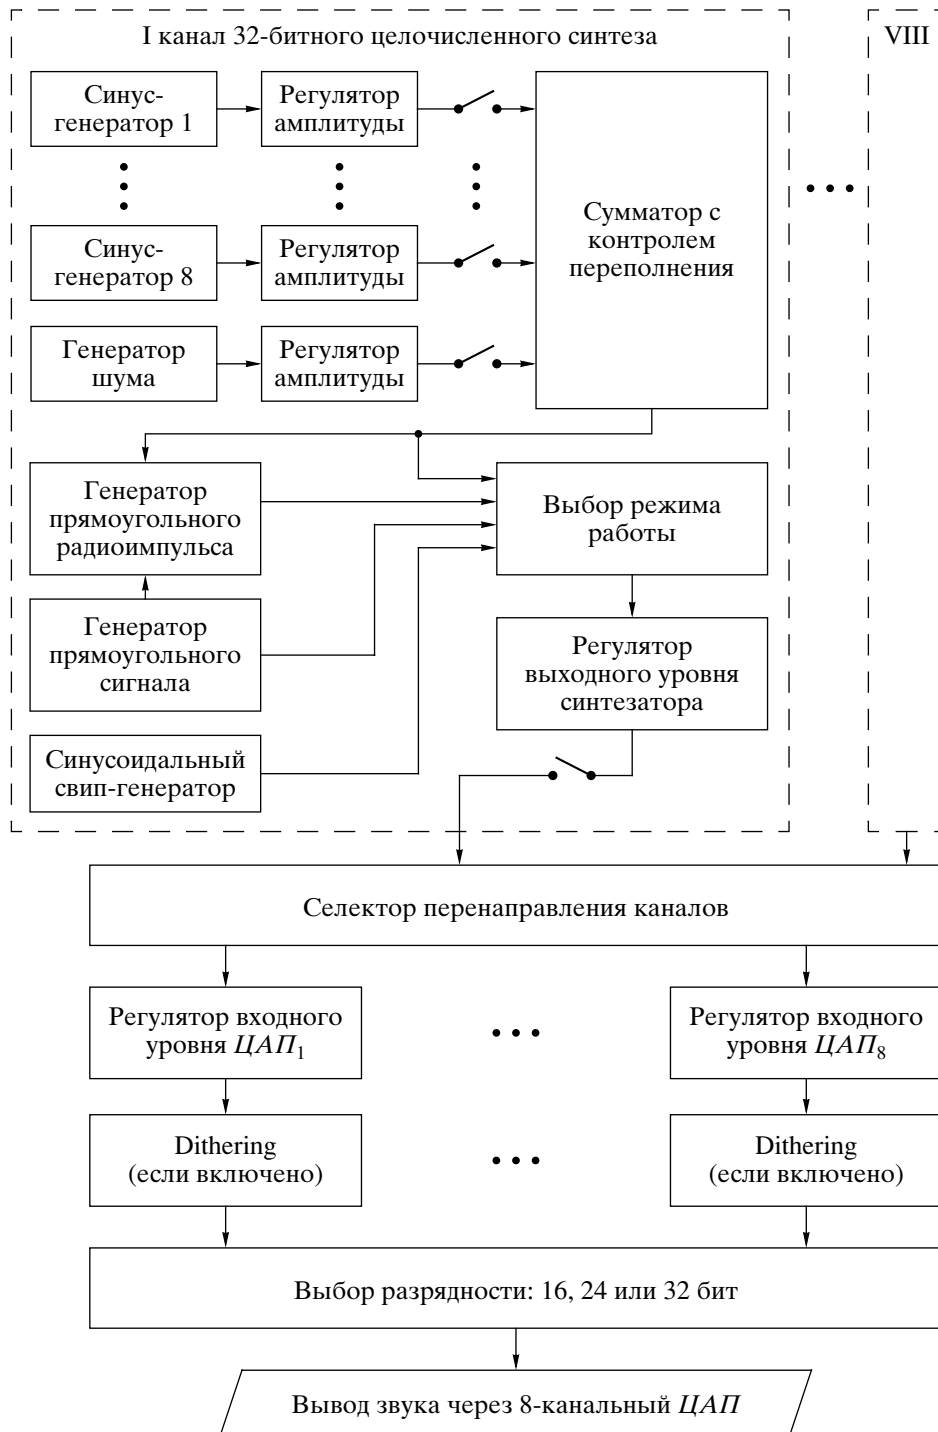 I канал 32-битного целочисленного синтеза
VIII
Синус-
генератор 1
Регулятор
амплитуды
Синус-
генератор 8
Регулятор
амплитуды
Генератор
шума
Регулятор
амплитуды
Сумматор с
контролем
переполнения
Генератор
прямоугольного
радиоимпульса
Выбор режима
работы
Генератор
прямоугольного
сигнала
Регулятор
выходного уровня
синтезатора
Синусоидальный
свип-генератор
Селектор перенаправления каналов
Регулятор входного
уровня ЦАП₁
Регулятор входного
уровня ЦАП₈
Dithering
(если включено)
Dithering
(если включено)
Выбор разрядности: 16, 24 или 32 бит
Вывод звука через 8-канальный ЦАП